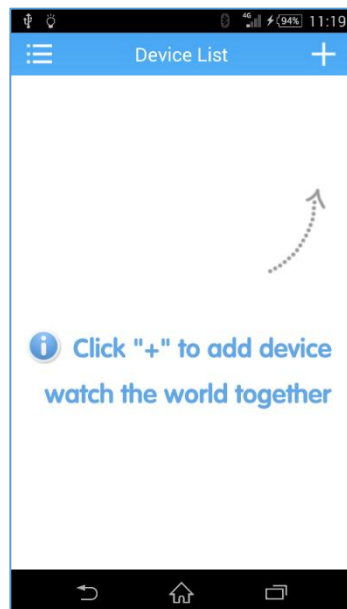 4G 94% 11:19
Device List
Click "+" to add device
watch the world together